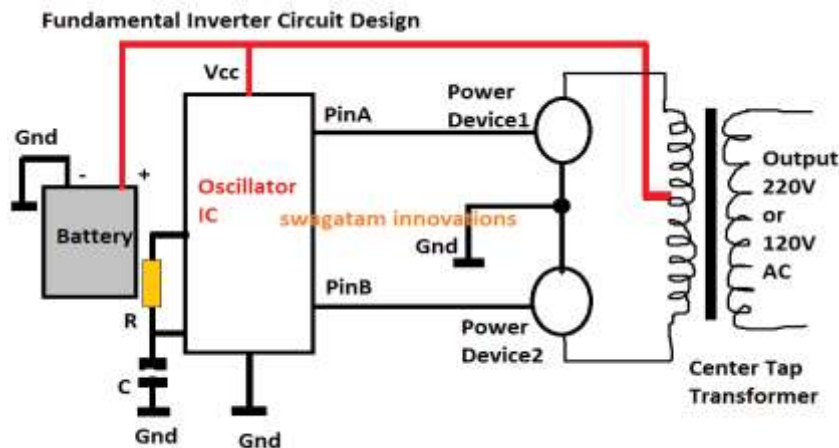 Fundamental Inverter Circuit Design
Vcc
Gnd
-
+
Battery
Oscillator
IC
PinA
PinB
Power
Device1
swagatam innovations
Gnd
Power
Device2
R
C
Gnd
Gnd
Output
220V
or
120V
AC
Center Tap
Transformer